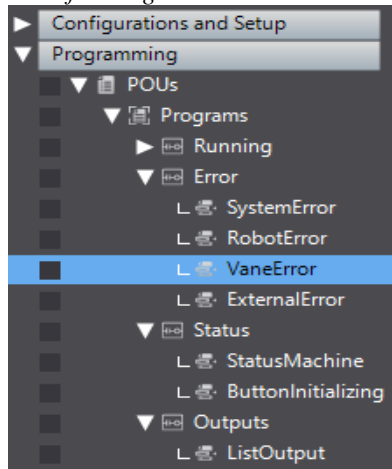 Configurations and Setup
Programming
POUs
Programs
Running
Error
SystemError
RobotError
VaneError
ExternalError
Status
StatusMachine
ButtonInitializing
Outputs
ListOutput